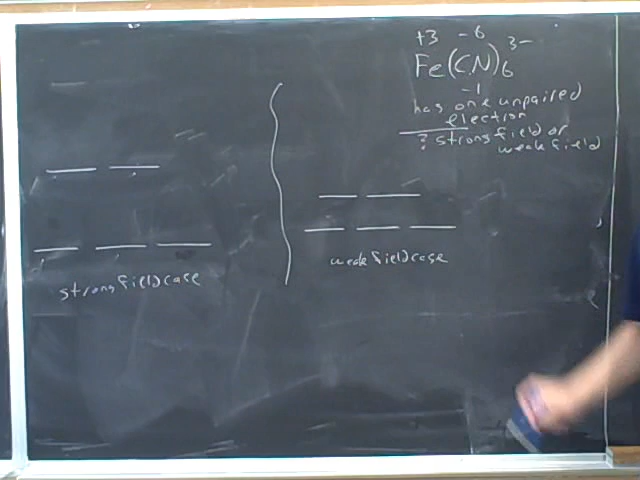 +3 -6
Fe(CN)6 3-
-1
has one unpaired
electron
? strong field or
weak field
strong field case
weak field case